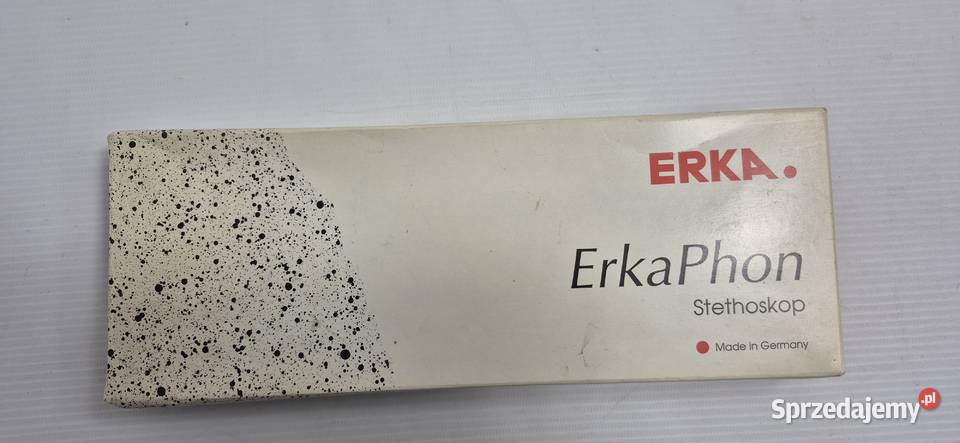 ERKA.
ErkaPhon
Stethoskop
Made in Germany
Sprzedajemy.pl